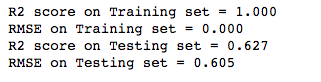 R2 score on Training set = 1.000
RMSE on Training set = 0.000
R2 score on Testing set = 0.627
RMSE on Testing set = 0.605